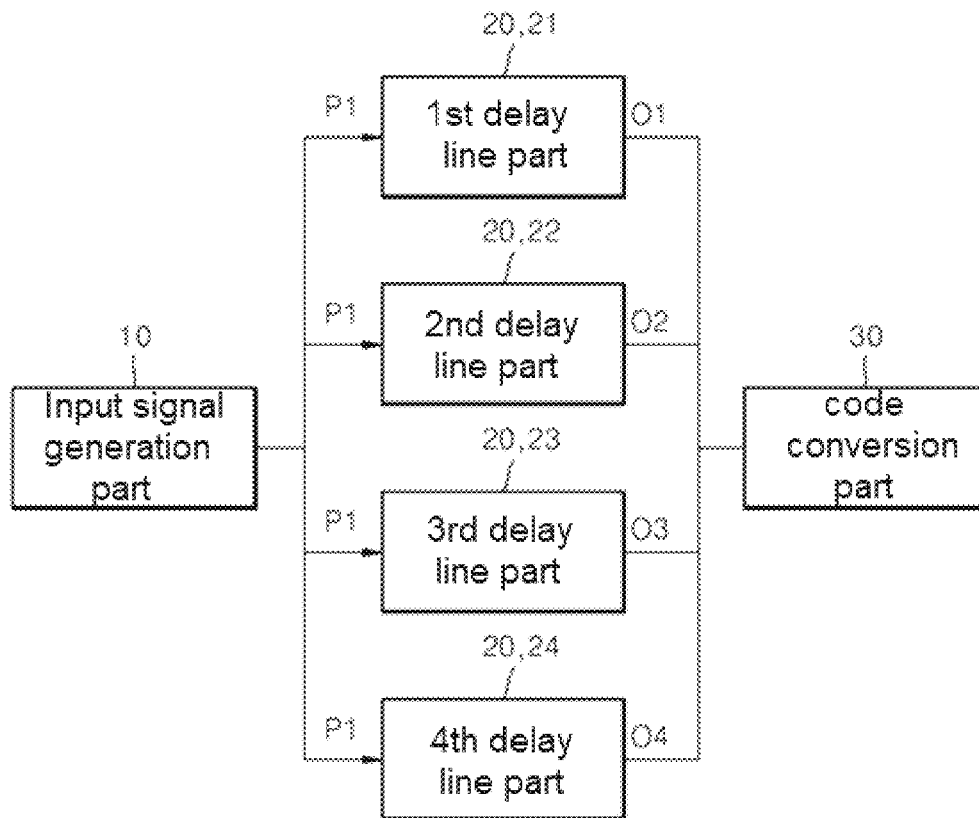 20,21
P1
1st delay
line part
O1
20,22
P1
2nd delay
line part
O2
10
Input signal
generation
part
30
code
conversion
part
20,23
P1
3rd delay
line part
O3
20,24
P1
4th delay
line part
O4